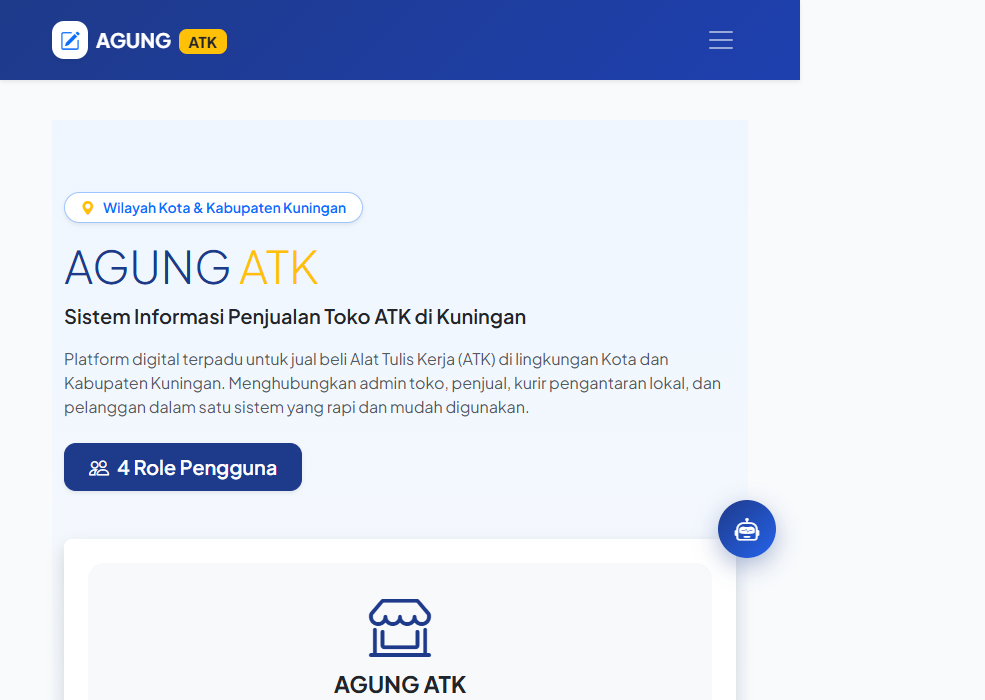 AGUNG ATK
Wilayah Kota & Kabupaten Kuningan
AGUNG ATK
Sistem Informasi Penjualan Toko ATK di Kuningan
Platform digital terpadu untuk jual beli Alat Tulis Kerja (ATK) di lingkungan Kota dan
Kabupaten Kuningan. Menghubungkan admin toko, penjual, kurir pengantaran lokal, dan
pelanggan dalam satu sistem yang rapi dan mudah digunakan.
4 Role Pengguna
AGUNG ATK